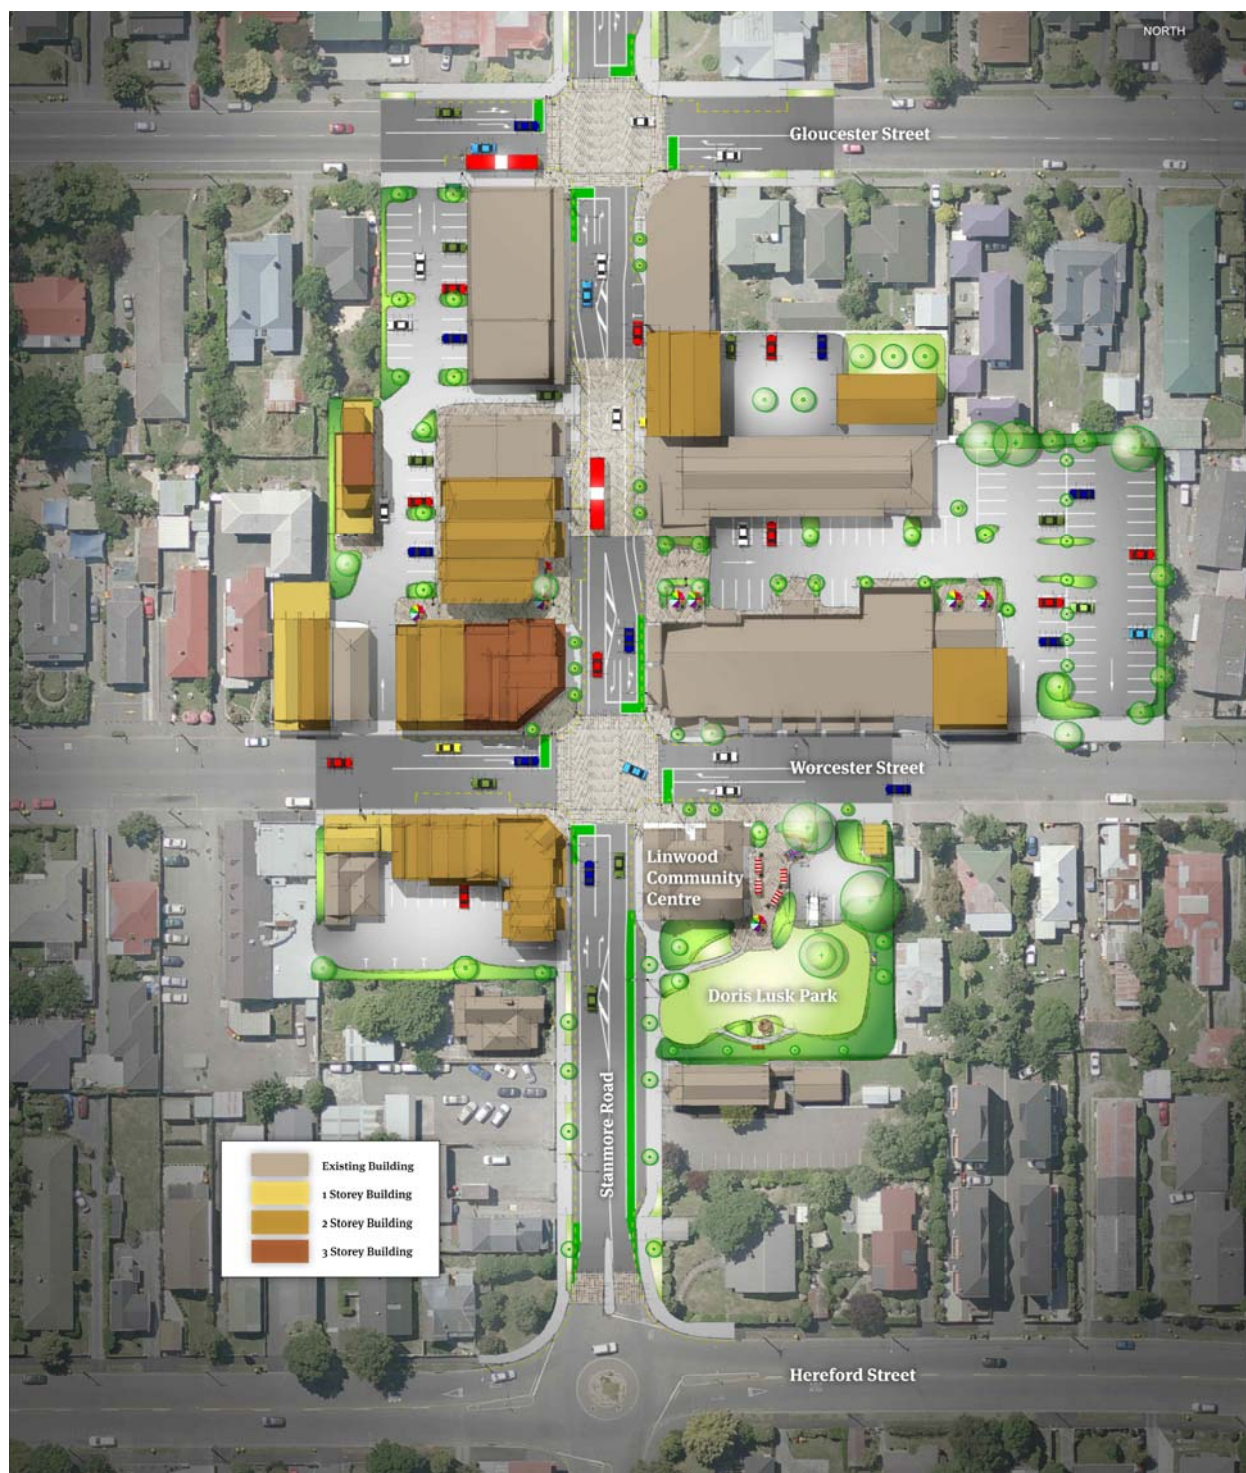 NORTH
Gloucester Street
Worcester Street
Linwood
Community
Centre
Doris Lusk Park
Stanmore Road
Existing Building
1 Storey Building
2 Storey Building
3 Storey Building
Hereford Street